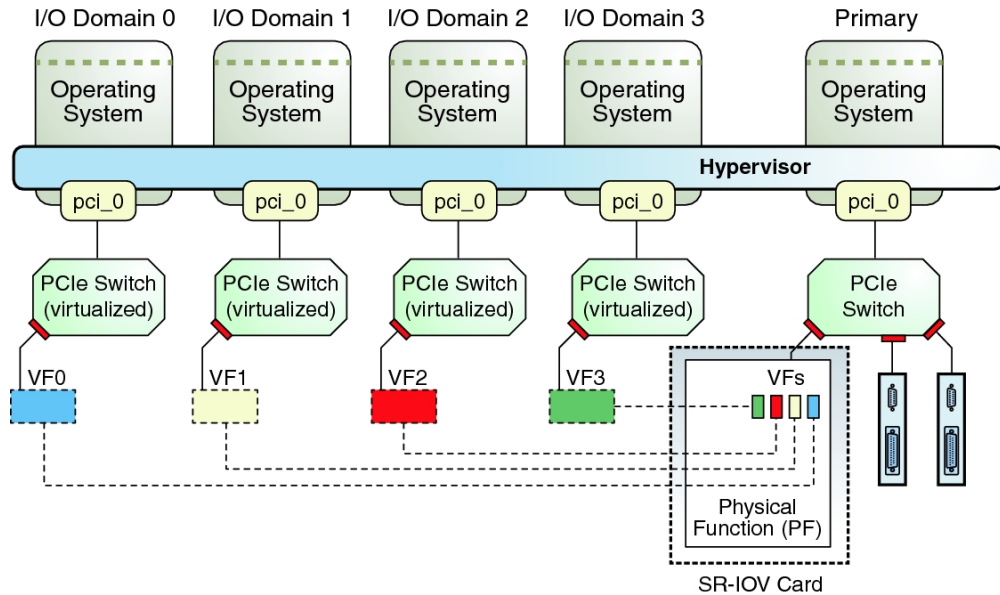 I/O Domain 0
I/O Domain 1
I/O Domain 2
I/O Domain 3
Primary
Operating
System
Operating
System
Operating
System
Operating
System
Operating
System
Hypervisor
pci_0
pci_0
pci_0
pci_0
pci_0
PCIe Switch
(virtualized)
PCIe Switch
(virtualized)
PCIe Switch
(virtualized)
PCIe Switch
(virtualized)
PCIe
Switch
VF0
VF1
VF2
VF3
VFs
Physical
Function (PF)
SR-IOV Card